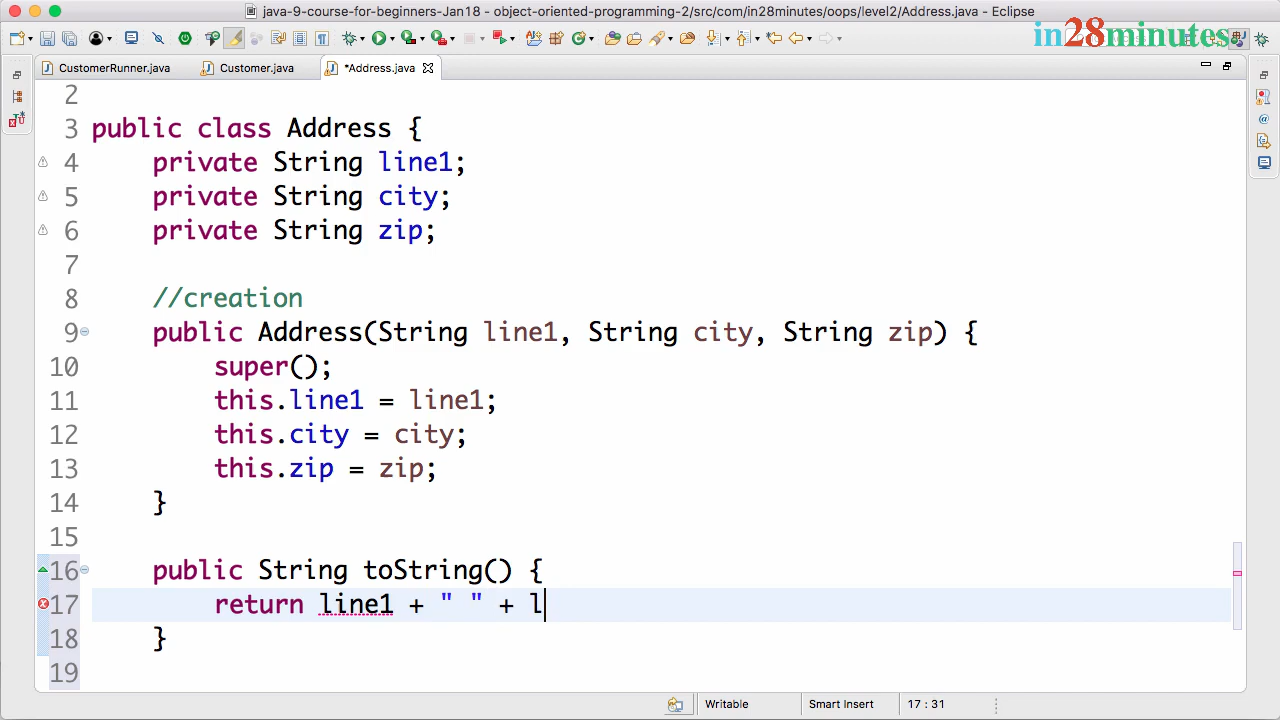 java-9-course-for-beginners-Jan18 - object-oriented-programming-2/src/com/in28minutes/oops/level2/Address.java - Eclipse
in28minutes
CustomerRunner.java Customer.java *Address.java
2
3 public class Address {
4 private String line1;
5 private String city;
6 private String zip;
7
8 //creation
9 public Address(String line1, String city, String zip) {
10 super();
11 this.line1 = line1;
12 this.city = city;
13 this.zip = zip;
14 }
15
16 public String toString() {
17 return line1 + " " + l
18 }
19
Writable Smart Insert 17 : 31